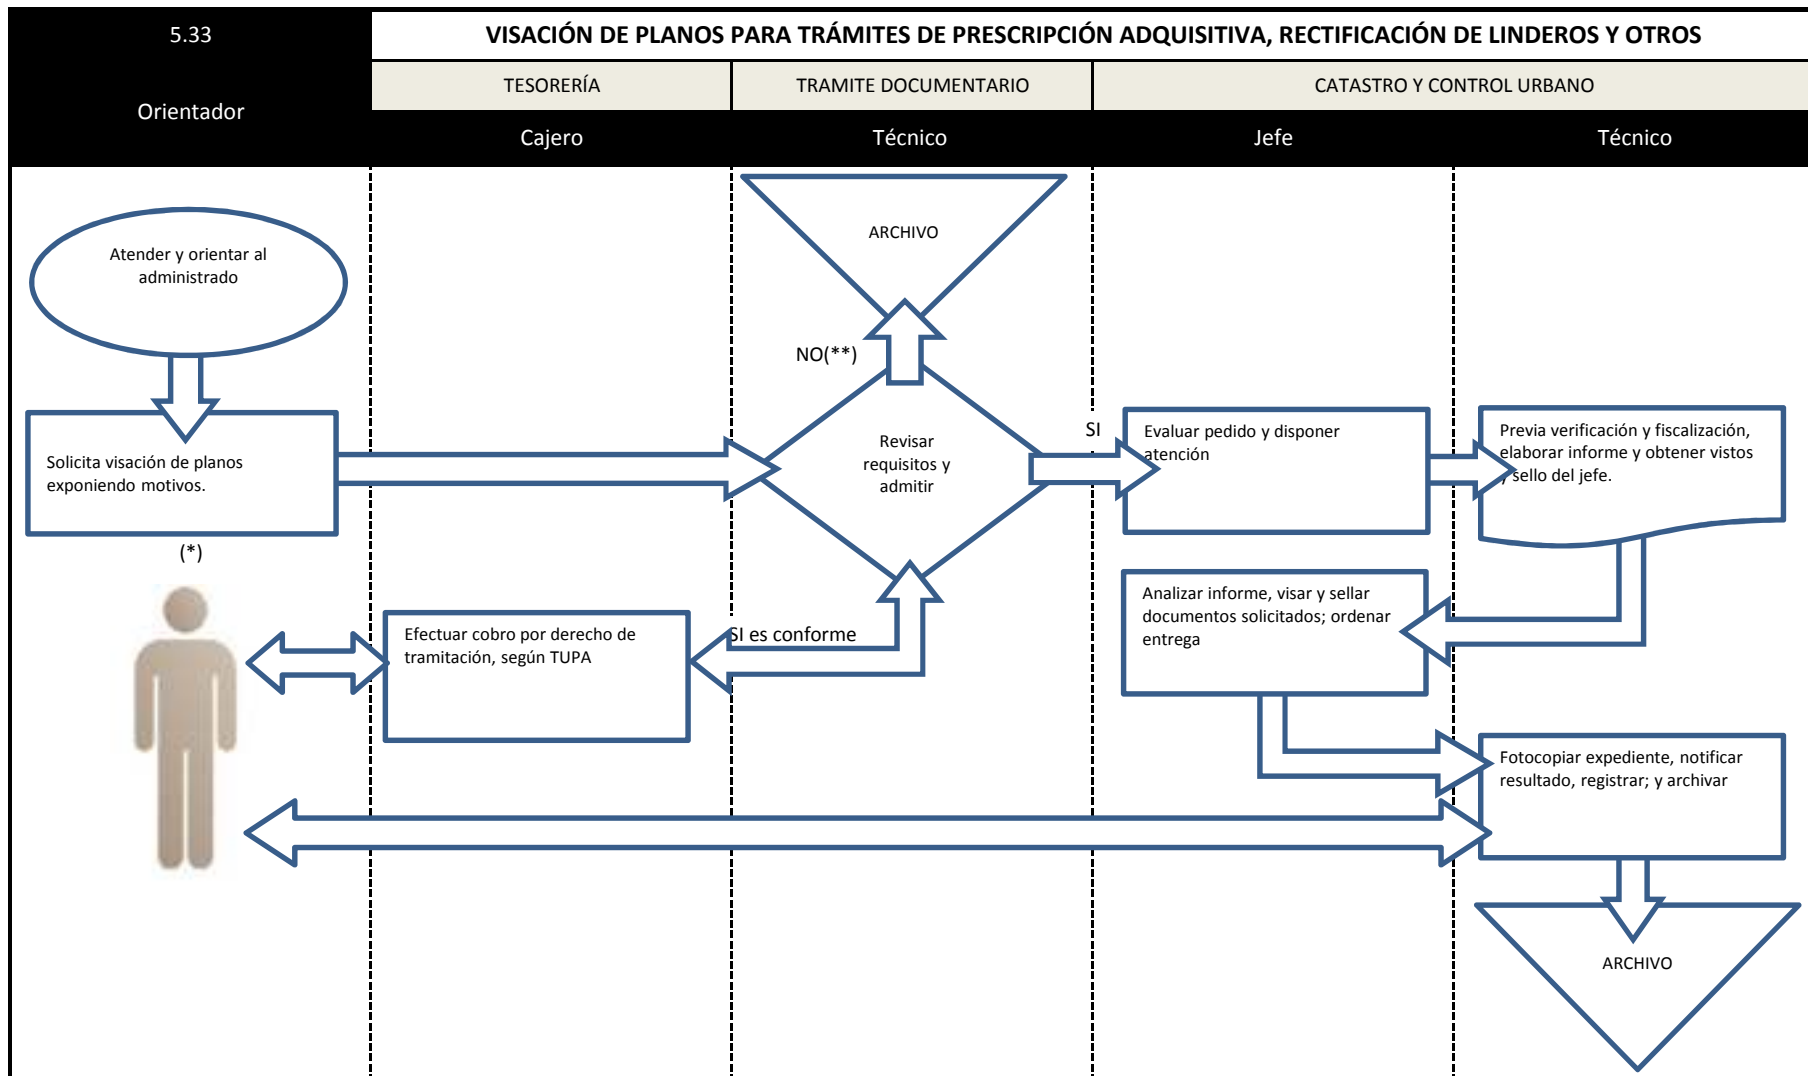 5.33
VISACIÓN DE PLANOS PARA TRÁMITES DE PRESCRIPCIÓN ADQUISITIVA, RECTIFICACIÓN DE LINDEROS Y OTROS
Orientador
TESORERÍA
TRAMITE DOCUMENTARIO
CATASTRO Y CONTROL URBANO
Cajero
Técnico
Jefe
Técnico
Atender y orientar al
administrado
ARCHIVO
NO(**)
Solicita visación de planos
exponiendo motivos.
(*)
Revisar
requisitos y
admitir
SI
Evaluar pedido y disponer
atención
Previa verificación y fiscalización,
elaborar informe y obtener vistos
y sello del jefe.
Efectuar cobro por derecho de
tramitación, según TUPA
SI es conforme
Analizar informe, visar y sellar
documentos solicitados; ordenar
entrega
Fotocopiar expediente, notificar
resultado, registrar; y archivar
ARCHIVO